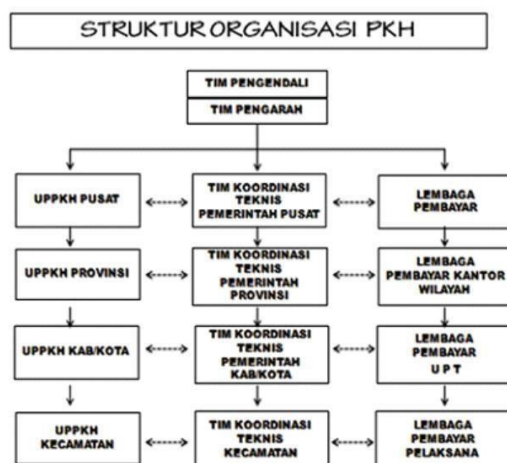 STRUKTUR ORGANISASI PKH
TIM PENGENDALI
TIM PENGARAH
UPPKH PUSAT
TIM KOORDINASI
TEKNIS
PEMERINTAH PUSAT
LEMBAGA
PEMBAYAR
UPPKH PROVINSI
TIM KOORDINASI
TEKNIS
PEMERINTAH
PROVINSI
LEMBAGA
PEMBAYAR KANTOR
WILAYAH
UPPKH KAB/KOTA
TIM KOORDINASI
TEKNIS
PEMERINTAH
KAB/KOTA
LEMBAGA
PEMBAYAR
U P T
UPPKH
KECAMATAN
TIM KOORDINASI
TEKNIS
KECAMATAN
LEMBAGA
PEMBAYAR
PELAKSANA